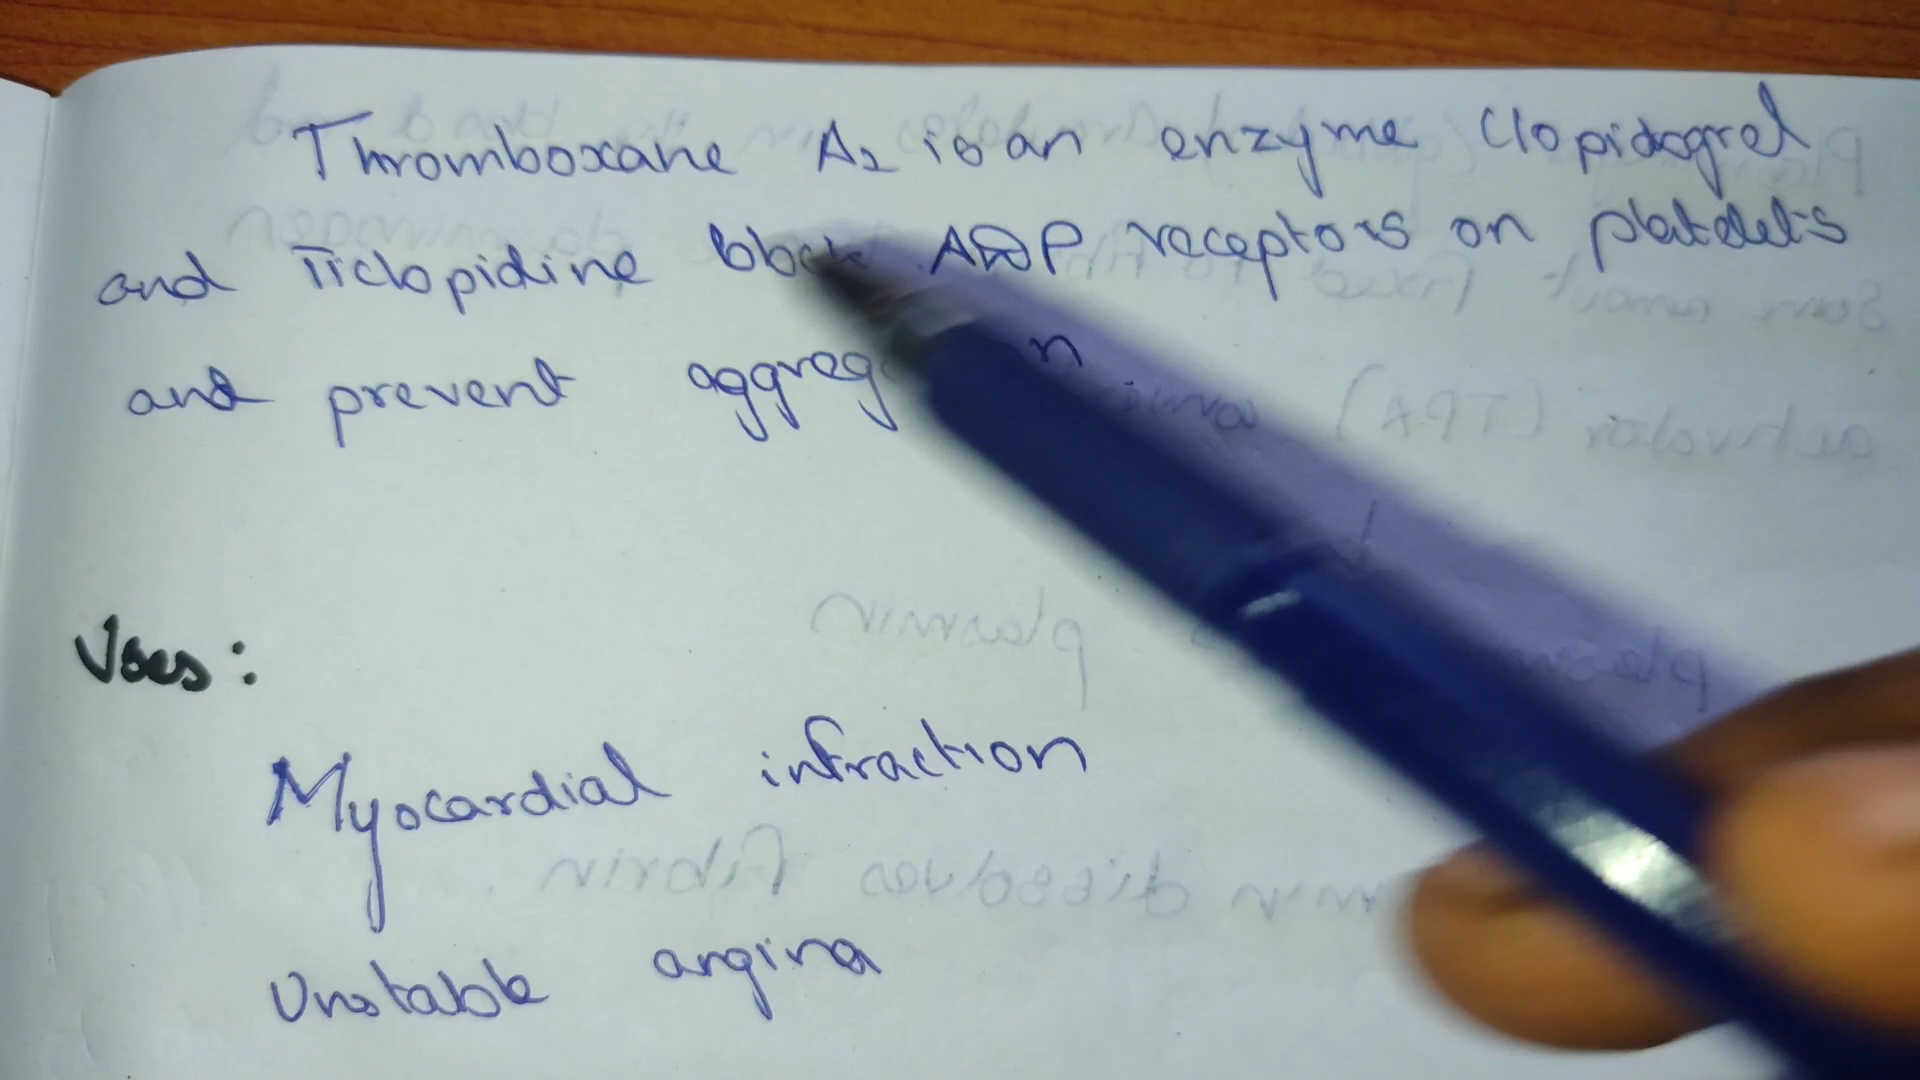 Thromboxane A2 is an enzyme Clopidogrel
and Ticlopidine block ADP receptors on platelets
and prevent
Uses:
Myocardial infraction
Unstable angina